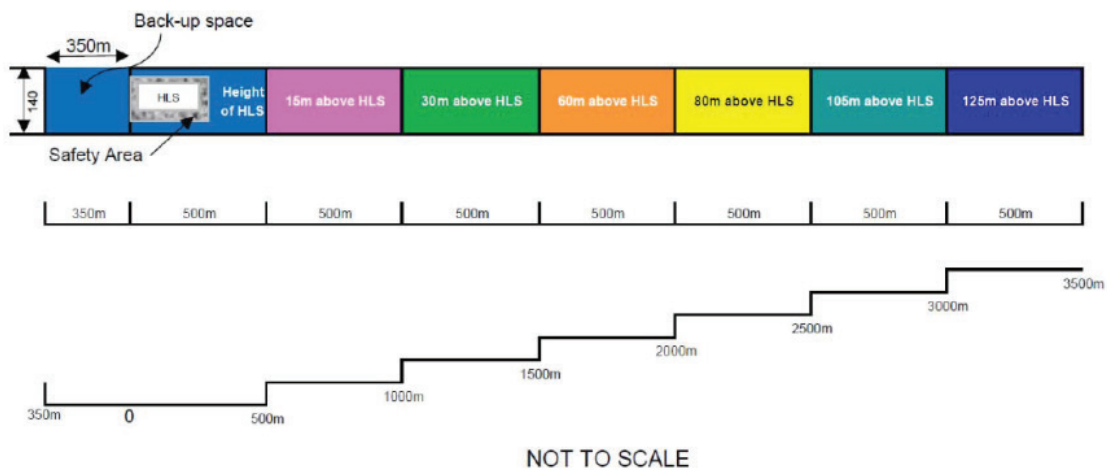 Back-up space
350m
140
HLS
Height
of HLS
15m above HLS
30m above HLS
60m above HLS
80m above HLS
105m above HLS
125m above HLS
Safety Area
350m
500m
500m
500m
500m
500m
500m
500m
3500m
3000m
2500m
2000m
1500m
1000m
350m
0
500m
NOT TO SCALE